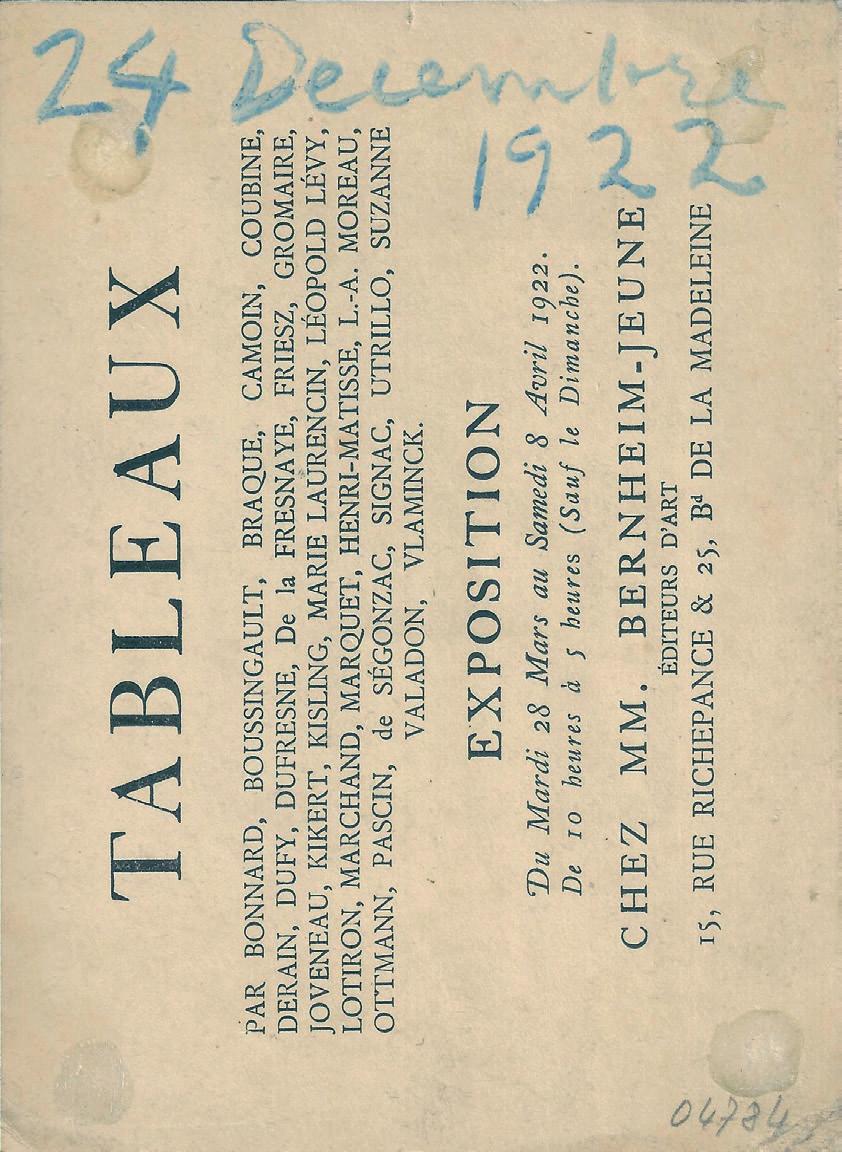 24 Decembre
1922
TABLEAUX
PAR BONNARD, BOUSSINGAULT, BRAQUE, CAMOIN, COUBINE,
DERAIN, DUFY, DUFRESNE, De la FRESNAYE, FRIESZ, GROMAIRE,
JOVENEAU, KIKERT, KISLING, MARIE LAURENCIN, LÉOPOLD LÉVY,
LOTIRON, MARCHAND, MARQUET, HENRI-MATISSE, L.-A. MOREAU,
OTTMANN, PASCIN, de SÉGONZAC, SIGNAC, UTRILLO, SUZANNE
VALADON, VLAMINCK.
EXPOSITION
Du Mardi 28 Mars au Samedi 8 Avril 1922.
De 10 heures à 5 heures (Sauf le Dimanche).
CHEZ MM. BERNHEIM-JEUNE
ÉDITEURS D'ART
15, RUE RICHEPANCE & 25, Bd DE LA MADELEINE
04784